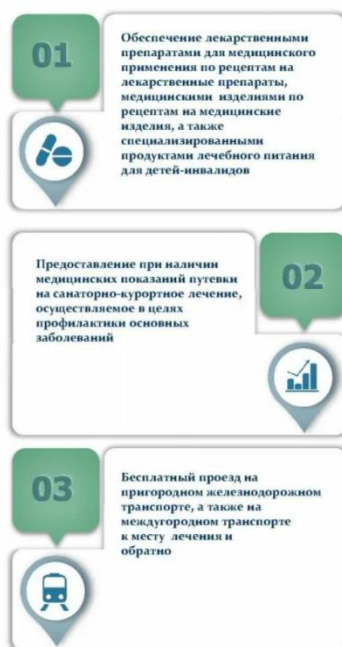 01
Обеспечение лекарственными
препаратами для медицинского
применения по рецептам на
лекарственные препараты,
медицинскими изделиями по
рецептам на медицинские
изделия, а также
специализированными
продуктами лечебного питания
для детей-инвалидов
02
Предоставление при наличии
медицинских показаний путевки
на санаторно-курортное лечение,
осуществляемое в целях
профилактики основных
заболеваний
03
Бесплатный проезд на
пригородном железнодорожном
транспорте, а также на
междугородном транспорте
к месту лечения и
обратно